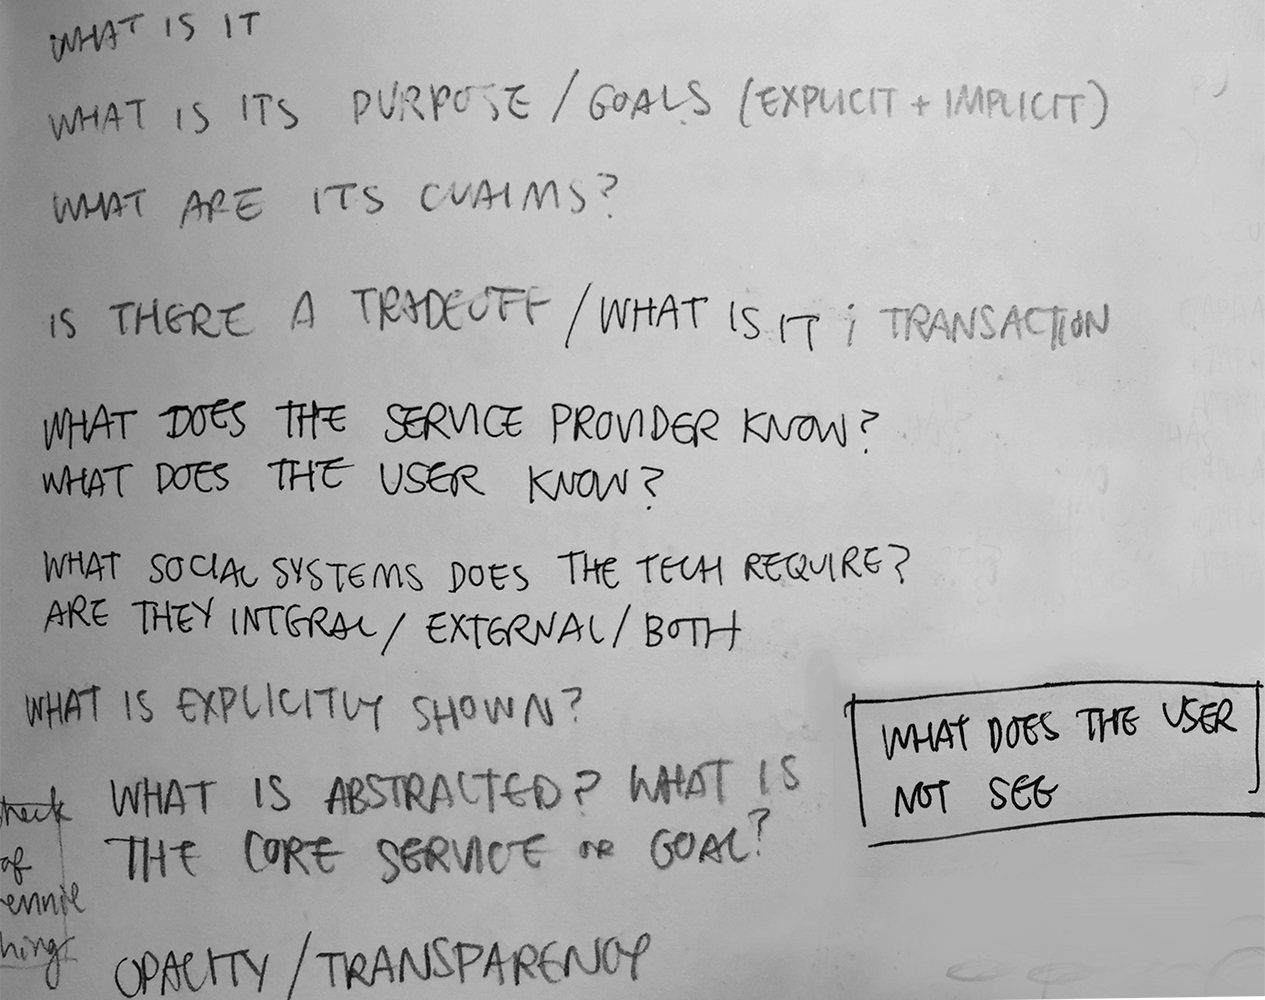 WHAT IS IT
WHAT IS ITS PURPOSE / GOALS (EXPLICIT + IMPLICIT)
WHAT ARE ITS CLAIMS?
IS THERE A TRADEOFF / WHAT IS IT ; TRANSACTION
WHAT DOES THE SERVICE PROVIDER KNOW?
WHAT DOES THE USER KNOW?
WHAT SOCIAL SYSTEMS DOES THE TECH REQUIRE?
ARE THEY INTEGRAL / EXTERNAL / BOTH
WHAT IS EXPLICITLY SHOWN?
WHAT DOES THE USER
NOT SEE
WHAT IS ABSTRACTED? WHAT IS
THE CORE SERVICE OR GOAL?
of
OPACITY / TRANSPARENCY